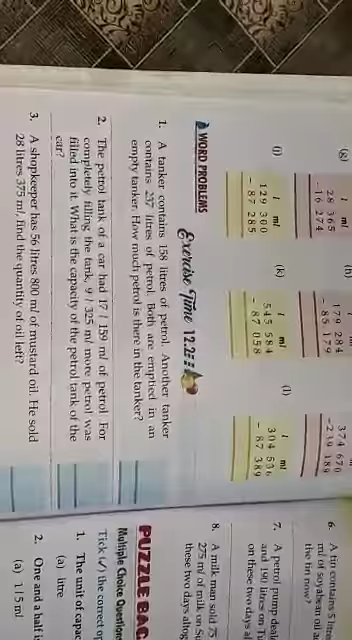 (g) l ml
28 365
- 16 274
(h)
179 284
- 85 179
374 670
- 239 189
(j) l ml
129 300
- 87 285
(k) l ml
545 584
- 87 058
(l) l ml
304 536
- 87 389
Exercise Time 12.2
WORD PROBLEMS
1. A tanker contains 158 litres of petrol. Another tanker
contains 237 litres of petrol. Both are emptied in an
empty tanker. How much petrol is there in the tanker?
2. The petrol tank of a car had 17 l 159 ml of petrol. For
completely filling the tank, 9 l 325 ml more petrol was
filled into it. What is the capacity of the petrol tank of the
car?
3. A shopkeeper has 56 litres 800 ml of mustard oil. He sold
28 litres 375 ml, find the quantity of oil left?
6. A tin contains 5 litre
ml of soyabean oil a
the tin now?
7. A petrol pump deal
and 190 litres on
on these two days al
8. A milk man sold 75
275 ml of milk on Su
these two days along
PUZZLE BAG
Multiple Choice Question
Tick (✓) the correct op
1. The unit of capac
(a) litre
2. One and a half l
(a) 1/5 ml